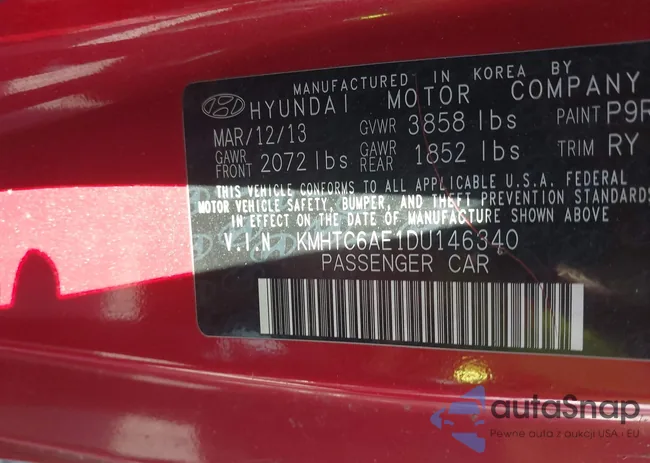 MANUFACTURED IN KOREA BY
HYUNDAI MOTOR COMPANY
MAR/12/13 GVWR 3858 lbs PAINT P9R
GAWR FRONT 2072 lbs GAWR REAR 1852 lbs TRIM RY
THIS VEHICLE CONFORMS TO ALL APPLICABLE U.S.A. FEDERAL
MOTOR VEHICLE SAFETY, BUMPER, AND THEFT PREVENTION STANDARDS
IN EFFECT ON THE DATE OF MANUFACTURE SHOWN ABOVE
V.I.N KMHTC6AE1DU146340
PASSENGER CAR
autoSnap
Pewne auta z aukcji USA i EU